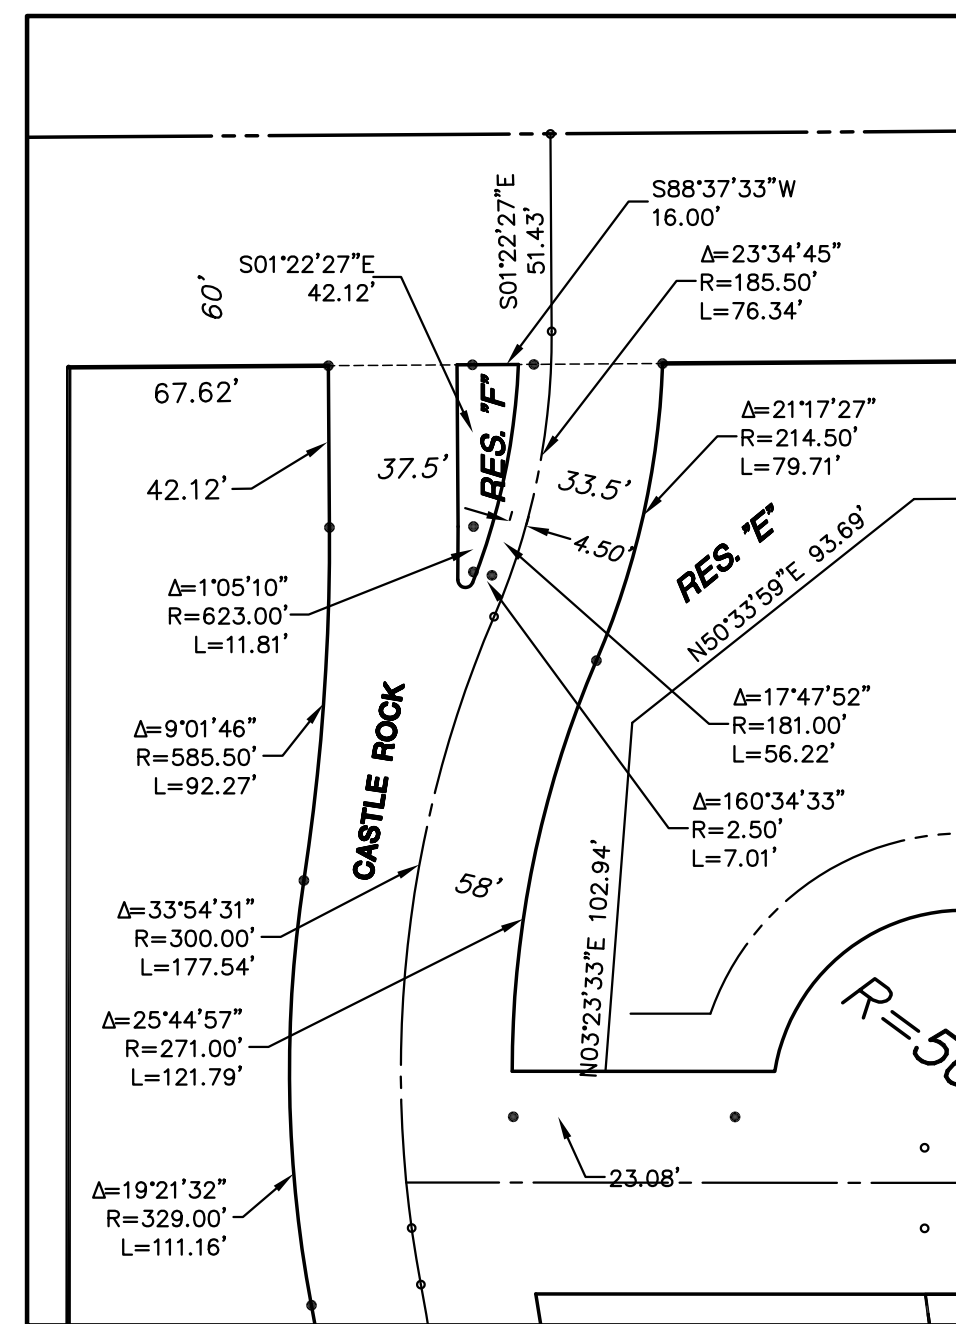 S88°37'33"W
16.00'
S01°22'27"E
51.43'
Δ=23°34'45"
R=185.50'
L=76.34'
S01°22'27"E
42.12'
60'
67.62'
42.12'
37.5'
RES. "F"
33.5'
4.50'
Δ=21°17'27"
R=214.50'
L=79.71'
RES. "E"
N50°33'59"E 93.69'
Δ=1°05'10"
R=623.00'
L=11.81'
Δ=9°01'46"
R=585.50'
L=92.27'
CASTLE ROCK
Δ=17°47'52"
R=181.00'
L=56.22'
Δ=160°34'33"
R=2.50'
L=7.01'
58'
Δ=33°54'31"
R=300.00'
L=177.54'
N03°23'33"E 102.94'
Δ=25°44'57"
R=271.00'
L=121.79'
23.08'
Δ=19°21'32"
R=329.00'
L=111.16'